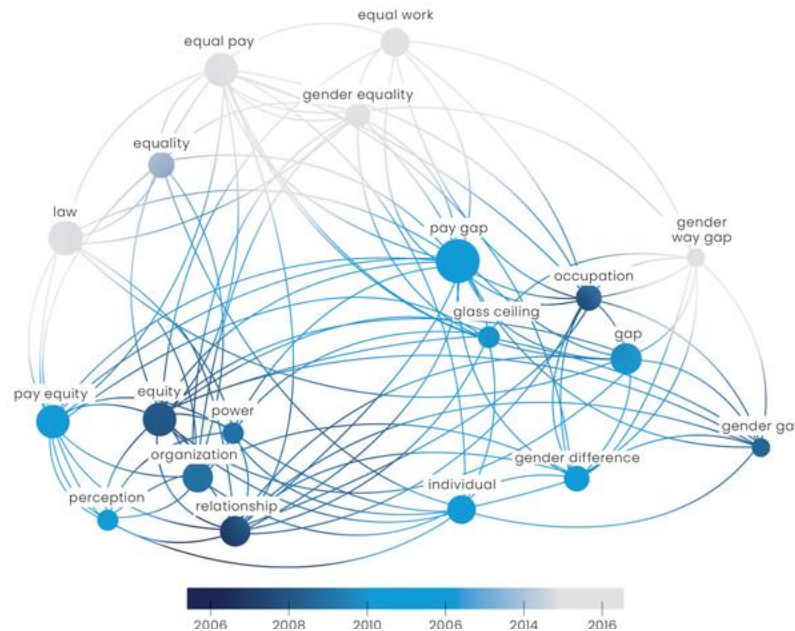 equal work
equal pay
gender equality
equality
law
pay gap
gender
way gap
occupation
glass ceiling
gap
pay equity
equity
power
gender ga
organization
gender difference
perception
individual
relationship
2006 2008 2010 2006 2014 2016